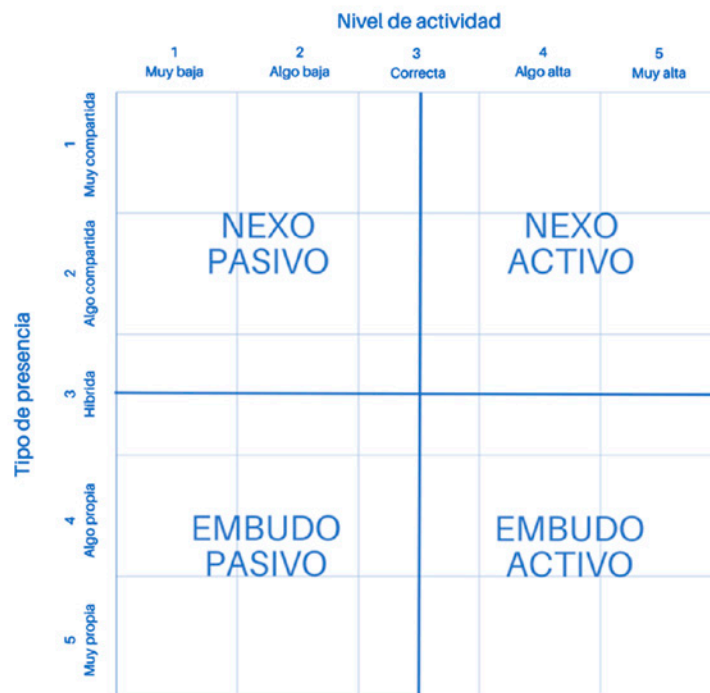 Nivel de actividad
1 2 3 4 5
Muy baja Algo baja Correcta Algo alta Muy alta
Tipo de presencia
1
Muy compartida
2
Algo compartida
3
Híbrida
4
Algo propia
5
Muy propia
NEXO
PASIVO
NEXO
ACTIVO
EMBUDO
PASIVO
EMBUDO
ACTIVO